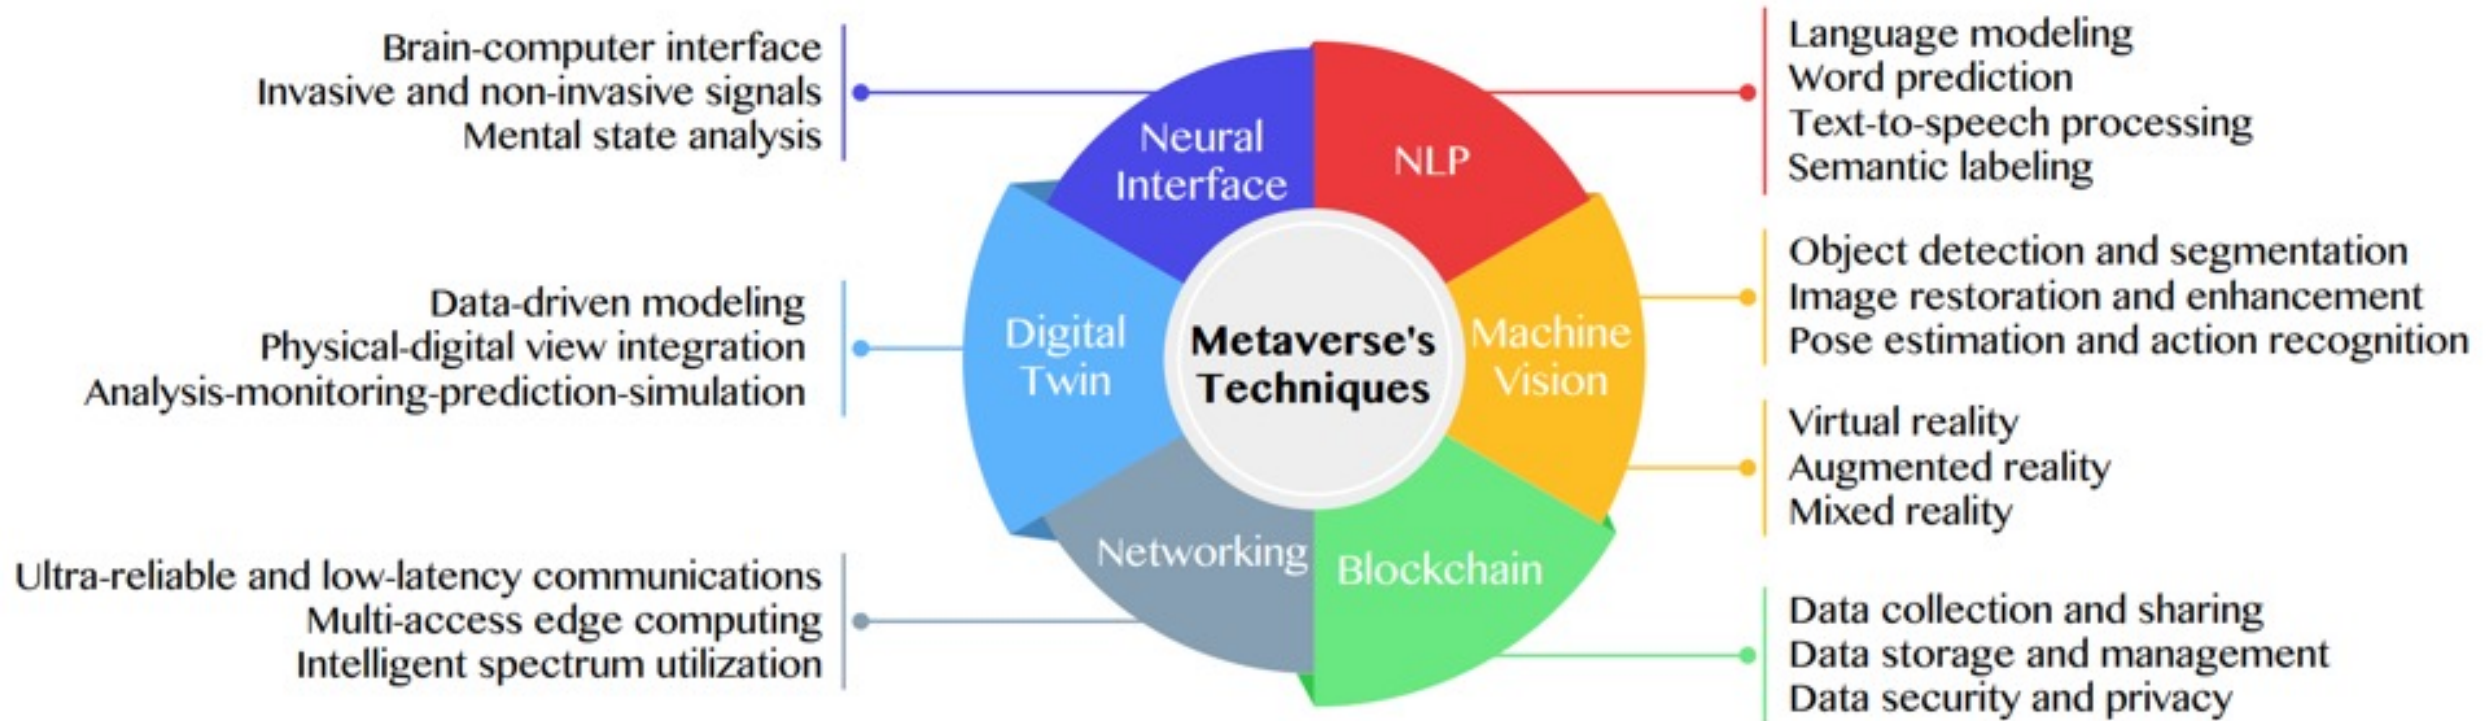 Brain-computer interface
Invasive and non-invasive signals
Mental state analysis
Data-driven modeling
Physical-digital view integration
Analysis-monitoring-prediction-simulation
Ultra-reliable and low-latency communications
Multi-access edge computing
Intelligent spectrum utilization
Neural
Interface
NLP
Digital
Twin
Metaverse's
Techniques
Machine
Vision
Networking
Blockchain
Language modeling
Word prediction
Text-to-speech processing
Semantic labeling
Object detection and segmentation
Image restoration and enhancement
Pose estimation and action recognition
Virtual reality
Augmented reality
Mixed reality
Data collection and sharing
Data storage and management
Data security and privacy